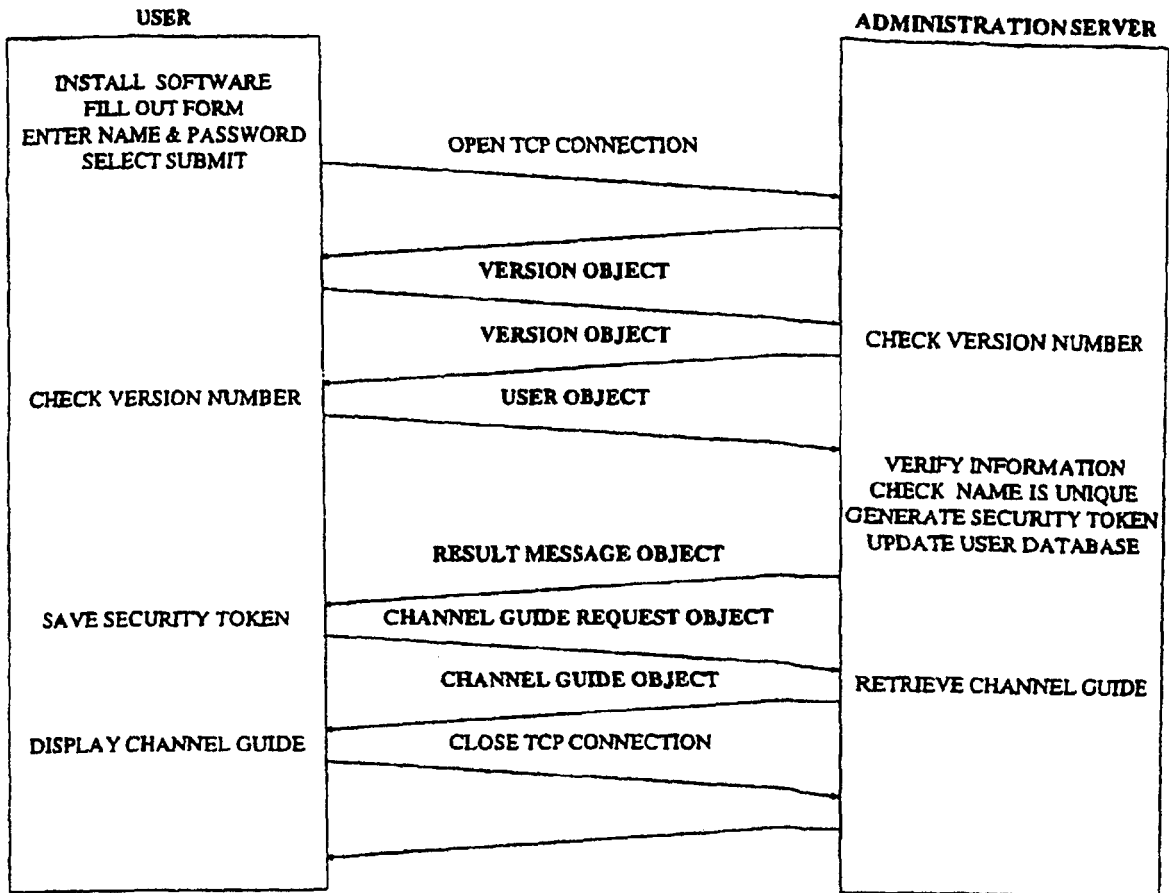 USER
ADMINISTRATION SERVER
INSTALL SOFTWARE
FILL OUT FORM
ENTER NAME & PASSWORD
SELECT SUBMIT
OPEN TCP CONNECTION
VERSION OBJECT
VERSION OBJECT
CHECK VERSION NUMBER
CHECK VERSION NUMBER
USER OBJECT
VERIFY INFORMATION
CHECK NAME IS UNIQUE
GENERATE SECURITY TOKEN
UPDATE USER DATABASE
RESULT MESSAGE OBJECT
SAVE SECURITY TOKEN
CHANNEL GUIDE REQUEST OBJECT
CHANNEL GUIDE OBJECT
RETRIEVE CHANNEL GUIDE
DISPLAY CHANNEL GUIDE
CLOSE TCP CONNECTION